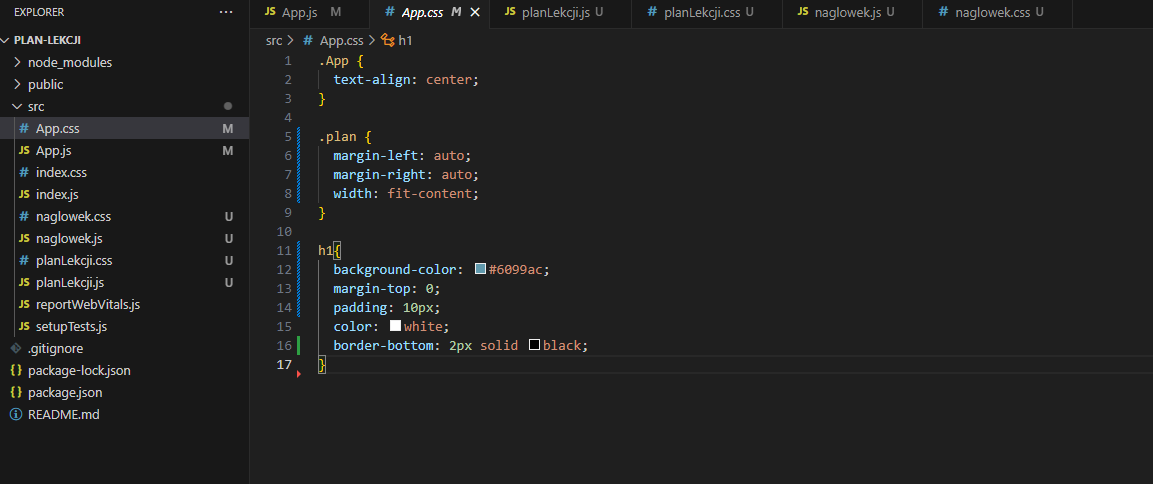 EXPLORER
···
PLAN-LEKCJI
node_modules
public
src
# App.css M
JS App.js M
# index.css
JS index.js
# naglowek.css U
JS naglowek.js U
# planLekcji.css U
JS planLekcji.js U
JS reportWebVitals.js
JS setupTests.js
.gitignore
{} package-lock.json
{} package.json
README.md
JS App.js M
# App.css M
JS planLekcji.js U
# planLekcji.css U
JS naglowek.js U
# naglowek.css U
src > # App.css > h1
1 .App {
2 text-align: center;
3 }
4
5 .plan {
6 margin-left: auto;
7 margin-right: auto;
8 width: fit-content;
9 }
10
11 h1{
12 background-color: #6099ac;
13 margin-top: 0;
14 padding: 10px;
15 color: white;
16 border-bottom: 2px solid black;
17 }